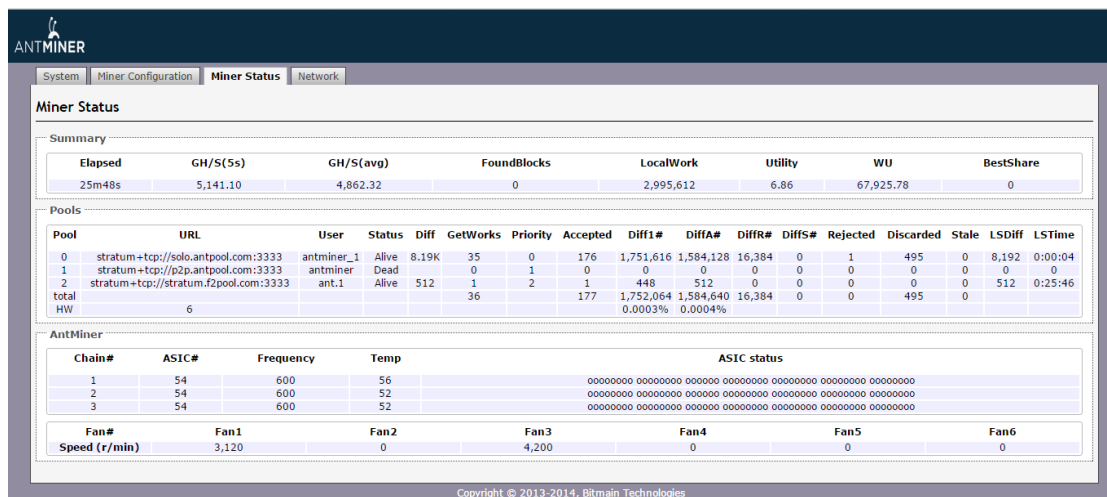 ANTMINER
System Miner Configuration Miner Status Network
Miner Status
Summary
Elapsed GH/S(5s) GH/S(avg) FoundBlocks LocalWork Utility WU BestShare
25m48s 5,141.10 4,862.32 0 2,995,612 6.86 67,925.78 0
Pools
Pool URL User Status Diff GetWorks Priority Accepted Diff1# DiffA# DiffR# DiffS# Rejected Discarded Stale LSDiff LSTime
0 stratum+tcp://solo.antpool.com:3333 antminer_1 Alive 8.19K 35 0 176 1,751,616 1,584,128 16,384 0 1 495 0 8,192 0:00:04
1 stratum+tcp://p2p.antpool.com:3333 antminer Dead 0 1 0 0 0 0 0 0 0 0 0 0
2 stratum+tcp://stratum.f2pool.com:3333 ant.1 Alive 512 1 2 1 448 512 0 0 0 0 0 512 0:25:46
total 36 177 1,752,064 1,584,640 16,384 0 0 495 0
HW 6 0.0003% 0.0004%
AntMiner
Chain# ASIC# Frequency Temp ASIC status
1 54 600 56 oooooooo oooooooo oooooo oooooooo oooooooo oooooooo oooooooo
2 54 600 52 oooooooo oooooooo oooooo oooooooo oooooooo oooooooo oooooooo
3 54 600 52 oooooooo oooooooo oooooo oooooooo oooooooo oooooooo oooooooo
Fan# Fan1 Fan2 Fan3 Fan4 Fan5 Fan6
Speed (r/min) 3,120 0 4,200 0 0 0
Copyright © 2013-2014, Bitmain Technologies